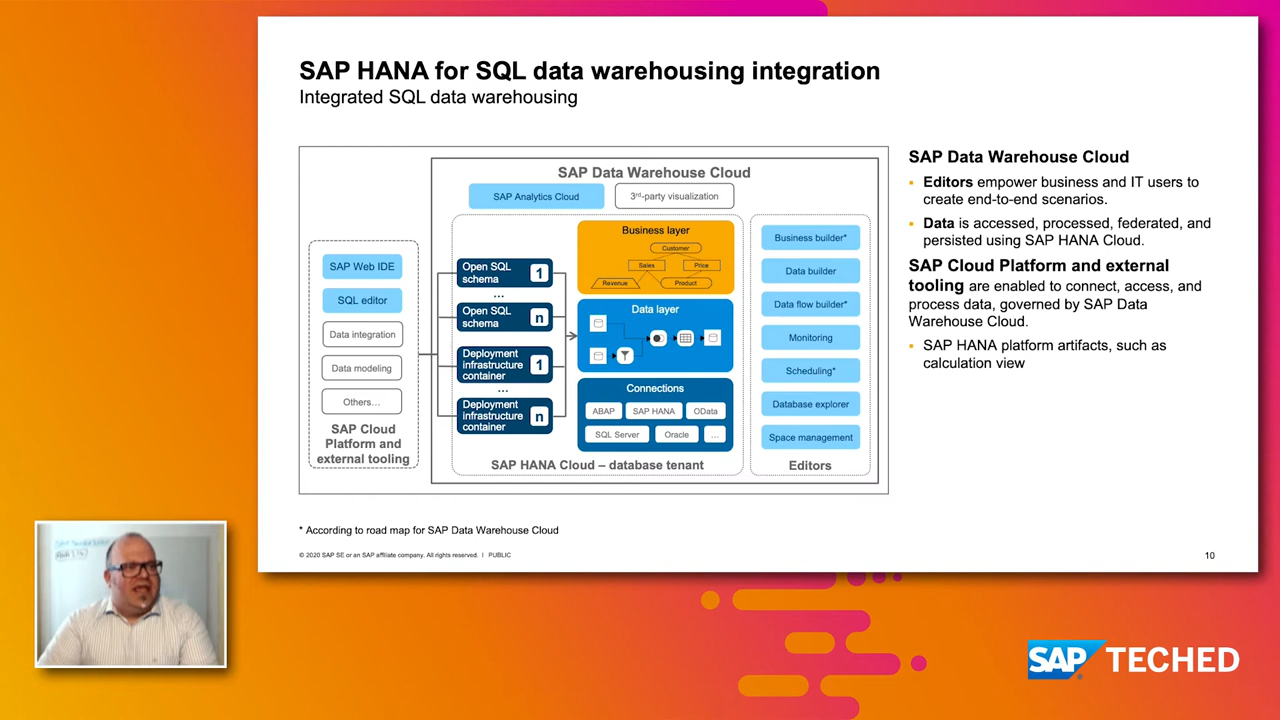 SAP HANA for SQL data warehousing integration
Integrated SQL data warehousing
SAP Data Warehouse Cloud
SAP Analytics Cloud
3rd-party visualization
SAP Web IDE
SQL editor
Data integration
Data modeling
Others...
SAP Cloud
Platform and
external tooling
Open SQL
schema
1
...
Open SQL
schema
n
Deployment
infrastructure
container
1
...
Deployment
infrastructure
container
n
Business layer
Customer
Sales
Price
Revenue
Product
Data layer
Connections
ABAP
SAP HANA
OData
SQL Server
Oracle
...
SAP HANA Cloud – database tenant
Business builder*
Data builder
Data flow builder*
Monitoring
Scheduling*
Database explorer
Space management
Editors
SAP Data Warehouse Cloud
▪ Editors empower business and IT users to
create end-to-end scenarios.
▪ Data is accessed, processed, federated, and
persisted using SAP HANA Cloud.
SAP Cloud Platform and external
tooling are enabled to connect, access, and
process data, governed by SAP Data
Warehouse Cloud.
▪ SAP HANA platform artifacts, such as
calculation view
* According to road map for SAP Data Warehouse Cloud
© 2020 SAP SE or an SAP affiliate company. All rights reserved. | PUBLIC
10
SAP® TECHED